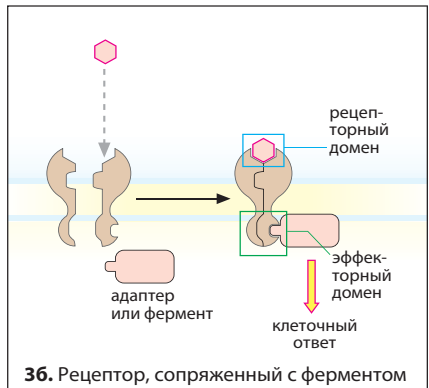 рецеп-
торный
домен
адаптер
или фермент
эффек-
торный
домен
клеточный
ответ
3б. Рецептор, сопряженный с ферментом